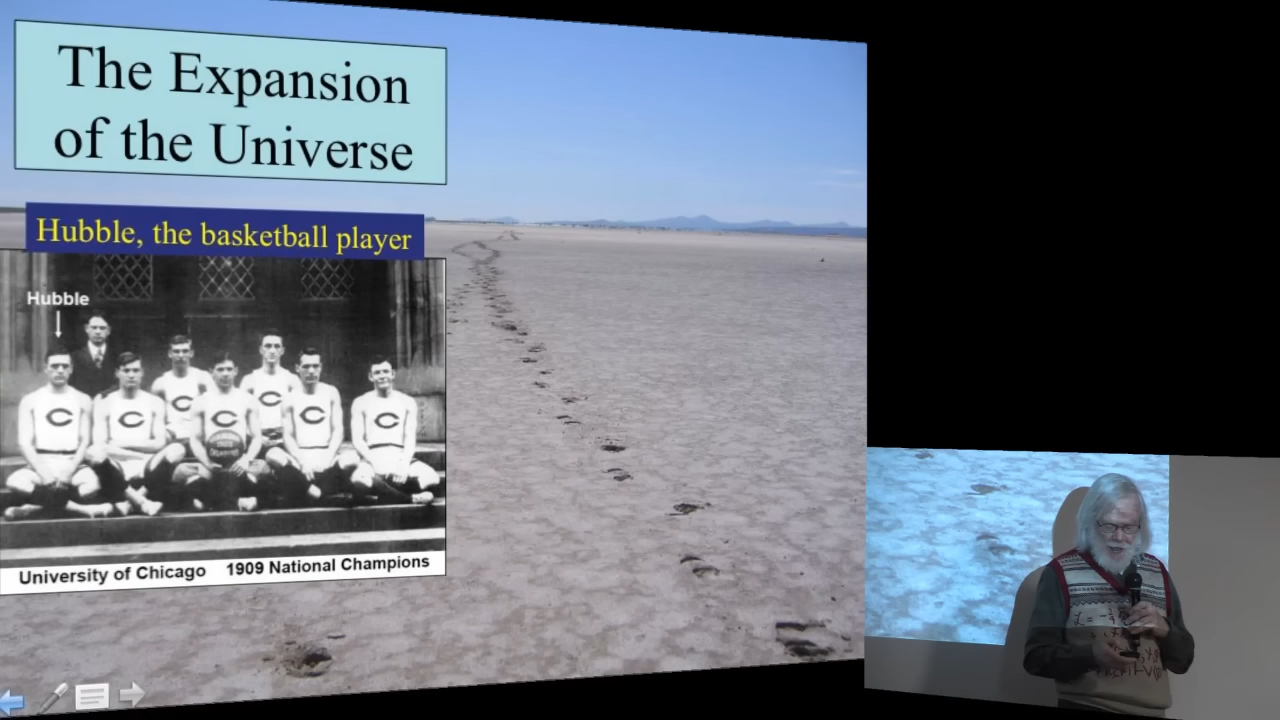 The Expansion
of the Universe
Hubble, the basketball player
Hubble
C C C C C C C
University of Chicago 1909 National Champions